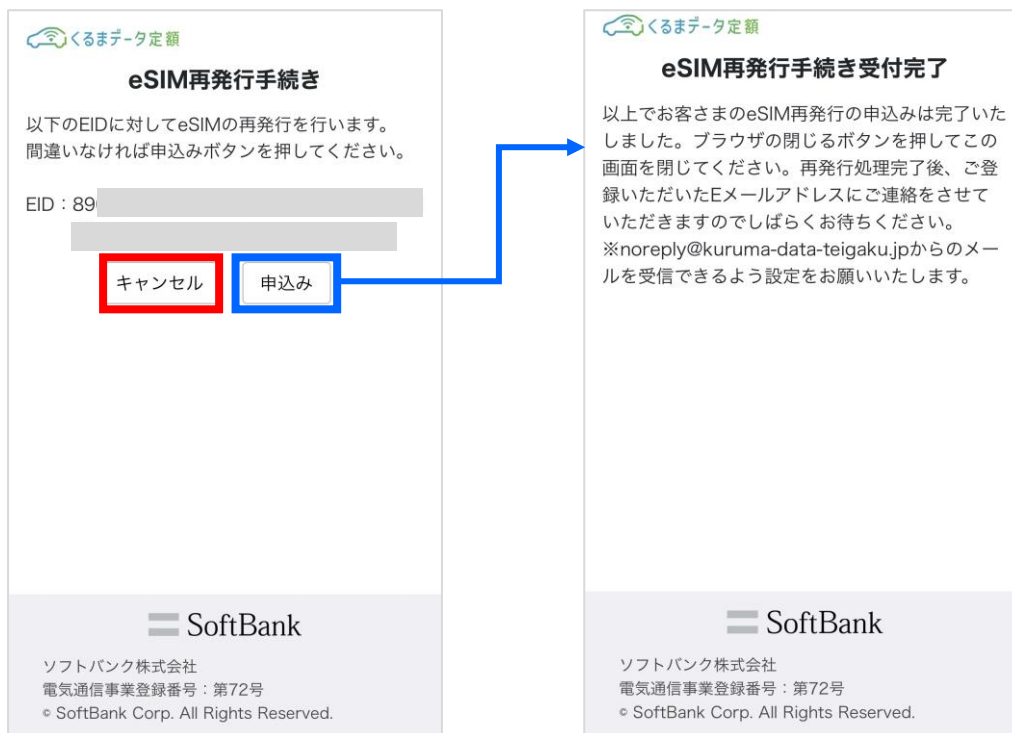 くるまデータ定額
eSIM再発行手続き
以下のEIDに対してeSIMの再発行を行います。
間違いなければ申込みボタンを押してください。
EID：89
キャンセル
申込み
SoftBank
ソフトバンク株式会社
電気通信事業登録番号：第72号
© SoftBank Corp. All Rights Reserved.
くるまデータ定額
eSIM再発行手続き受付完了
以上でお客さまのeSIM再発行の申込みは完了いた
しました。ブラウザの閉じるボタンを押してこの
画面を閉じてください。再発行処理完了後、ご登
録いただいたEメールアドレスにご連絡をさせて
いただきますのでしばらくお待ちください。
※noreply@kuruma-data-teigaku.jpからのメー
ルを受信できるよう設定をお願いいたします。
SoftBank
ソフトバンク株式会社
電気通信事業登録番号：第72号
© SoftBank Corp. All Rights Reserved.